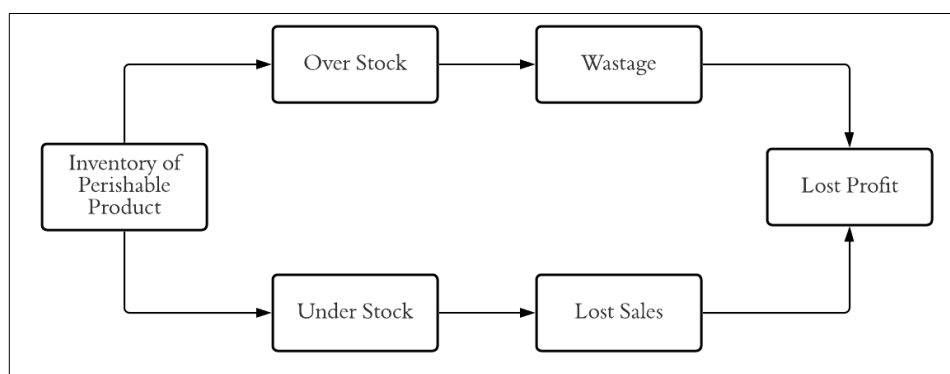 Over Stock
Wastage
Inventory of
Perishable
Product
Lost Profit
Under Stock
Lost Sales